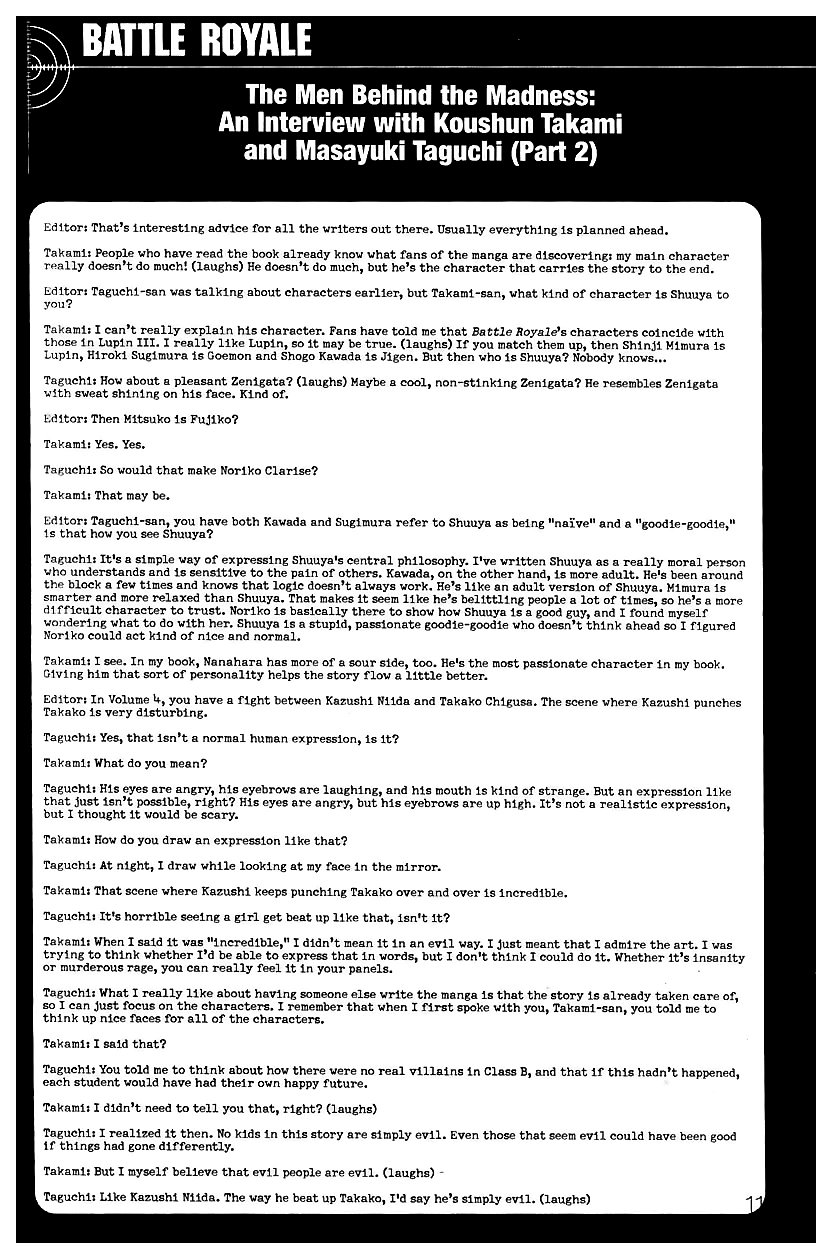 BATTLE ROYALE
The Men Behind the Madness:
An Interview with Koushun Takami
and Masayuki Taguchi (Part 2)
Editor: That's interesting advice for all the writers out there. Usually everything is planned ahead.
Takami: People who have read the book already know what fans of the manga are discovering: my main character
really doesn't do much! (laughs) He doesn't do much, but he's the character that carries the story to the end.
Editor: Taguchi-san was talking about characters earlier, but Takami-san, what kind of character is Shuuya to
you?
Takami: I can't really explain his character. Fans have told me that Battle Royale's characters coincide with
those in Lupin III. I really like Lupin, so it may be true. (laughs) If you match them up, then Shinji Mimura is
Lupin, Hiroki Sugimura is Goemon and Shogo Kawada is Jigen. But then who is Shuuya? Nobody knows...
Taguchi: How about a pleasant Zenigata? (laughs) Maybe a cool, non-stinking Zenigata? He resembles Zenigata
with sweat shining on his face. Kind of.
Editor: Then Mitsuko is Fujiko?
Takami: Yes. Yes.
Taguchi: So would that make Noriko Clarise?
Takami: That may be.
Editor: Taguchi-san, you have both Kawada and Sugimura refer to Shuuya as being "naïve" and a "goodie-goodie,"
is that how you see Shuuya?
Taguchi: It's a simple way of expressing Shuuya's central philosophy. I've written Shuuya as a really moral person
who understands and is sensitive to the pain of others. Kawada, on the other hand, is more adult. He's been around
the block a few times and knows that logic doesn't always work. He's like an adult version of Shuuya. Mimura is
smarter and more relaxed than Shuuya. That makes it seem like he's belittling people a lot of times, so he's a more
difficult character to trust. Noriko is basically there to show how Shuuya is a good guy, and I found myself
wondering what to do with her. Shuuya is a stupid, passionate goodie-goodie who doesn't think ahead so I figured
Noriko could act kind of nice and normal.
Takami: I see. In my book, Nanahara has more of a sour side, too. He's the most passionate character in my book.
Giving him that sort of personality helps the story flow a little better.
Editor: In Volume 4, you have a fight between Kazushi Niida and Takako Chigusa. The scene where Kazushi punches
Takako is very disturbing.
Taguchi: Yes, that isn't a normal human expression, is it?
Takami: What do you mean?
Taguchi: His eyes are angry, his eyebrows are laughing, and his mouth is kind of strange. But an expression like
that just isn't possible, right? His eyes are angry, but his eyebrows are up high. It's not a realistic expression,
but I thought it would be scary.
Takami: How do you draw an expression like that?
Taguchi: At night, I draw while looking at my face in the mirror.
Takami: That scene where Kazushi keeps punching Takako over and over is incredible.
Taguchi: It's horrible seeing a girl get beat up like that, isn't it?
Takami: When I said it was "incredible," I didn't mean it in an evil way. I just meant that I admire the art. I was
trying to think whether I'd be able to express that in words, but I don't think I could do it. Whether it's insanity
or murderous rage, you can really feel it in your panels.
Taguchi: What I really like about having someone else write the manga is that the story is already taken care of,
so I can just focus on the characters. I remember that when I first spoke with you, Takami-san, you told me to
think up nice faces for all of the characters.
Takami: I said that?
Taguchi: You told me to think about how there were no real villains in Class B, and that if this hadn't happened,
each student would have had their own happy future.
Takami: I didn't need to tell you that, right? (laughs)
Taguchi: I realized it then. No kids in this story are simply evil. Even those that seem evil could have been good
if things had gone differently.
Takami: But I myself believe that evil people are evil. (laughs)
Taguchi: Like Kazushi Niida. The way he beat up Takako, I'd say he's simply evil. (laughs)
11